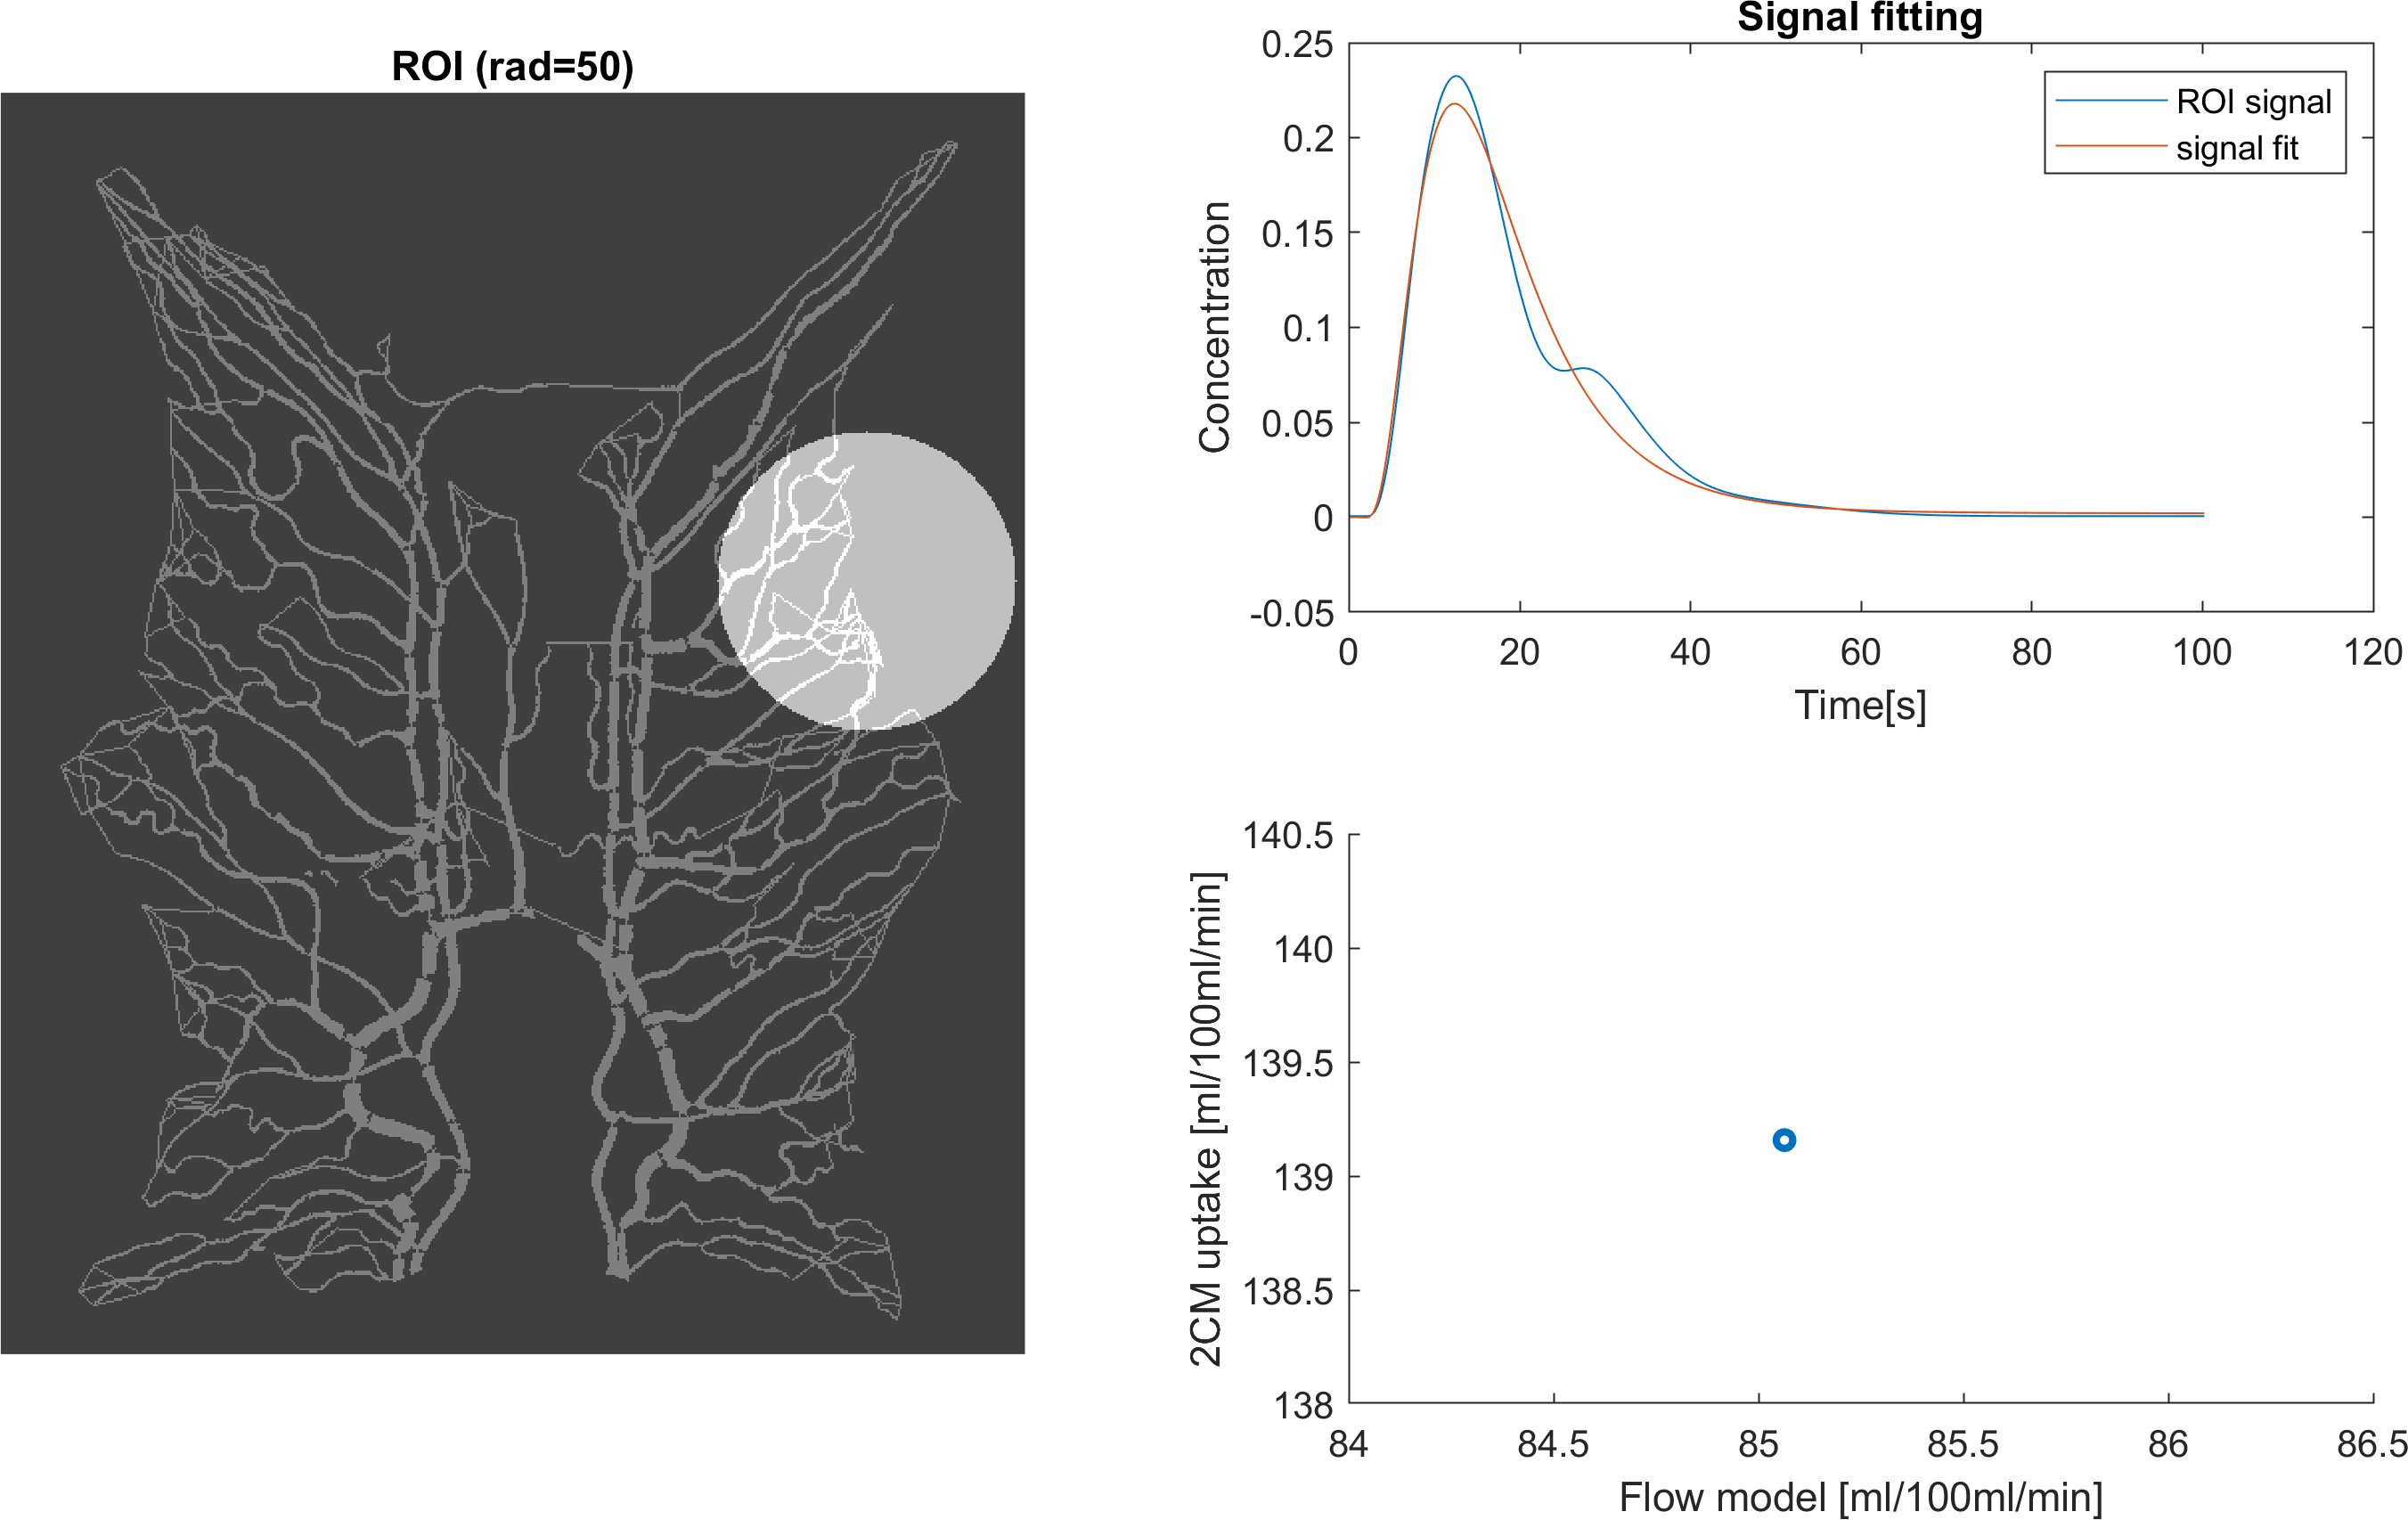 ROI (rad=50)
Signal fitting
0.25
0.2
0.15
0.1
0.05
0
-0.05
Concentration
ROI signal
signal fit
0 20 40 60 80 100 120
Time[s]
140.5
140
139.5
139
138.5
138
2CM uptake [ml/100ml/min]
84 84.5 85 85.5 86 86.5
Flow model [ml/100ml/min]